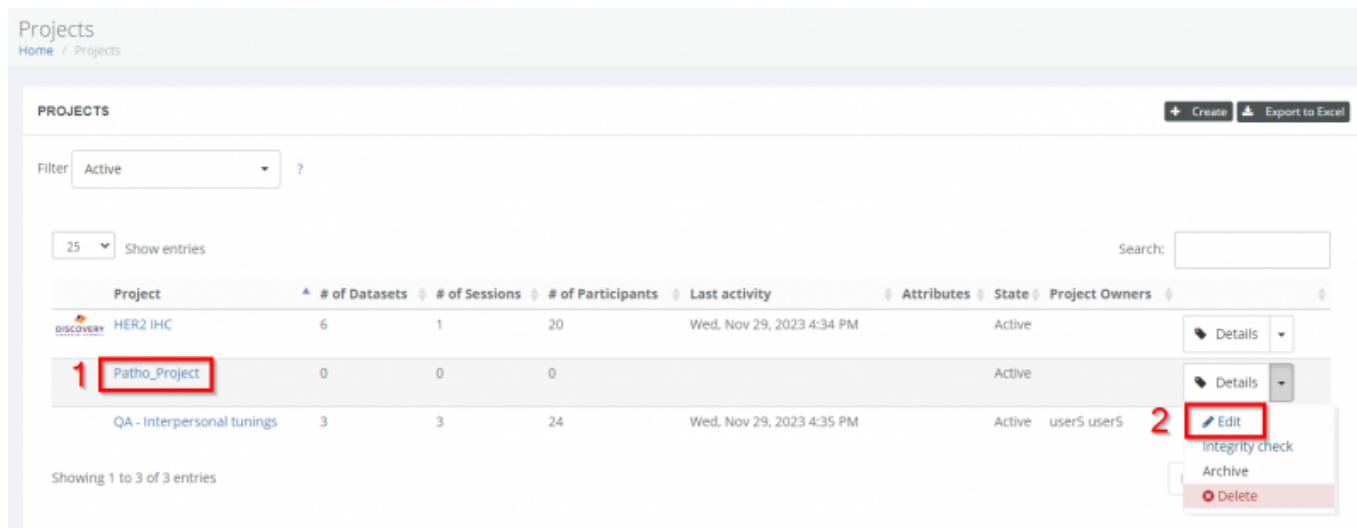 Projects
Home / Projects
PROJECTS
+ Create Export to Excel
Filter Active ?
25 Show entries Search:
Project # of Datasets # of Sessions # of Participants Last activity Attributes State Project Owners
DISCOVERY HER2 IHC 6 1 20 Wed, Nov 29, 2023 4:34 PM Active Details
1 Patho_Project 0 0 0 Active Details
QA - Interpersonal tunings 3 3 24 Wed, Nov 29, 2023 4:35 PM Active user5 user5 2 Edit
Integrity check
Showing 1 to 3 of 3 entries Archive
Delete